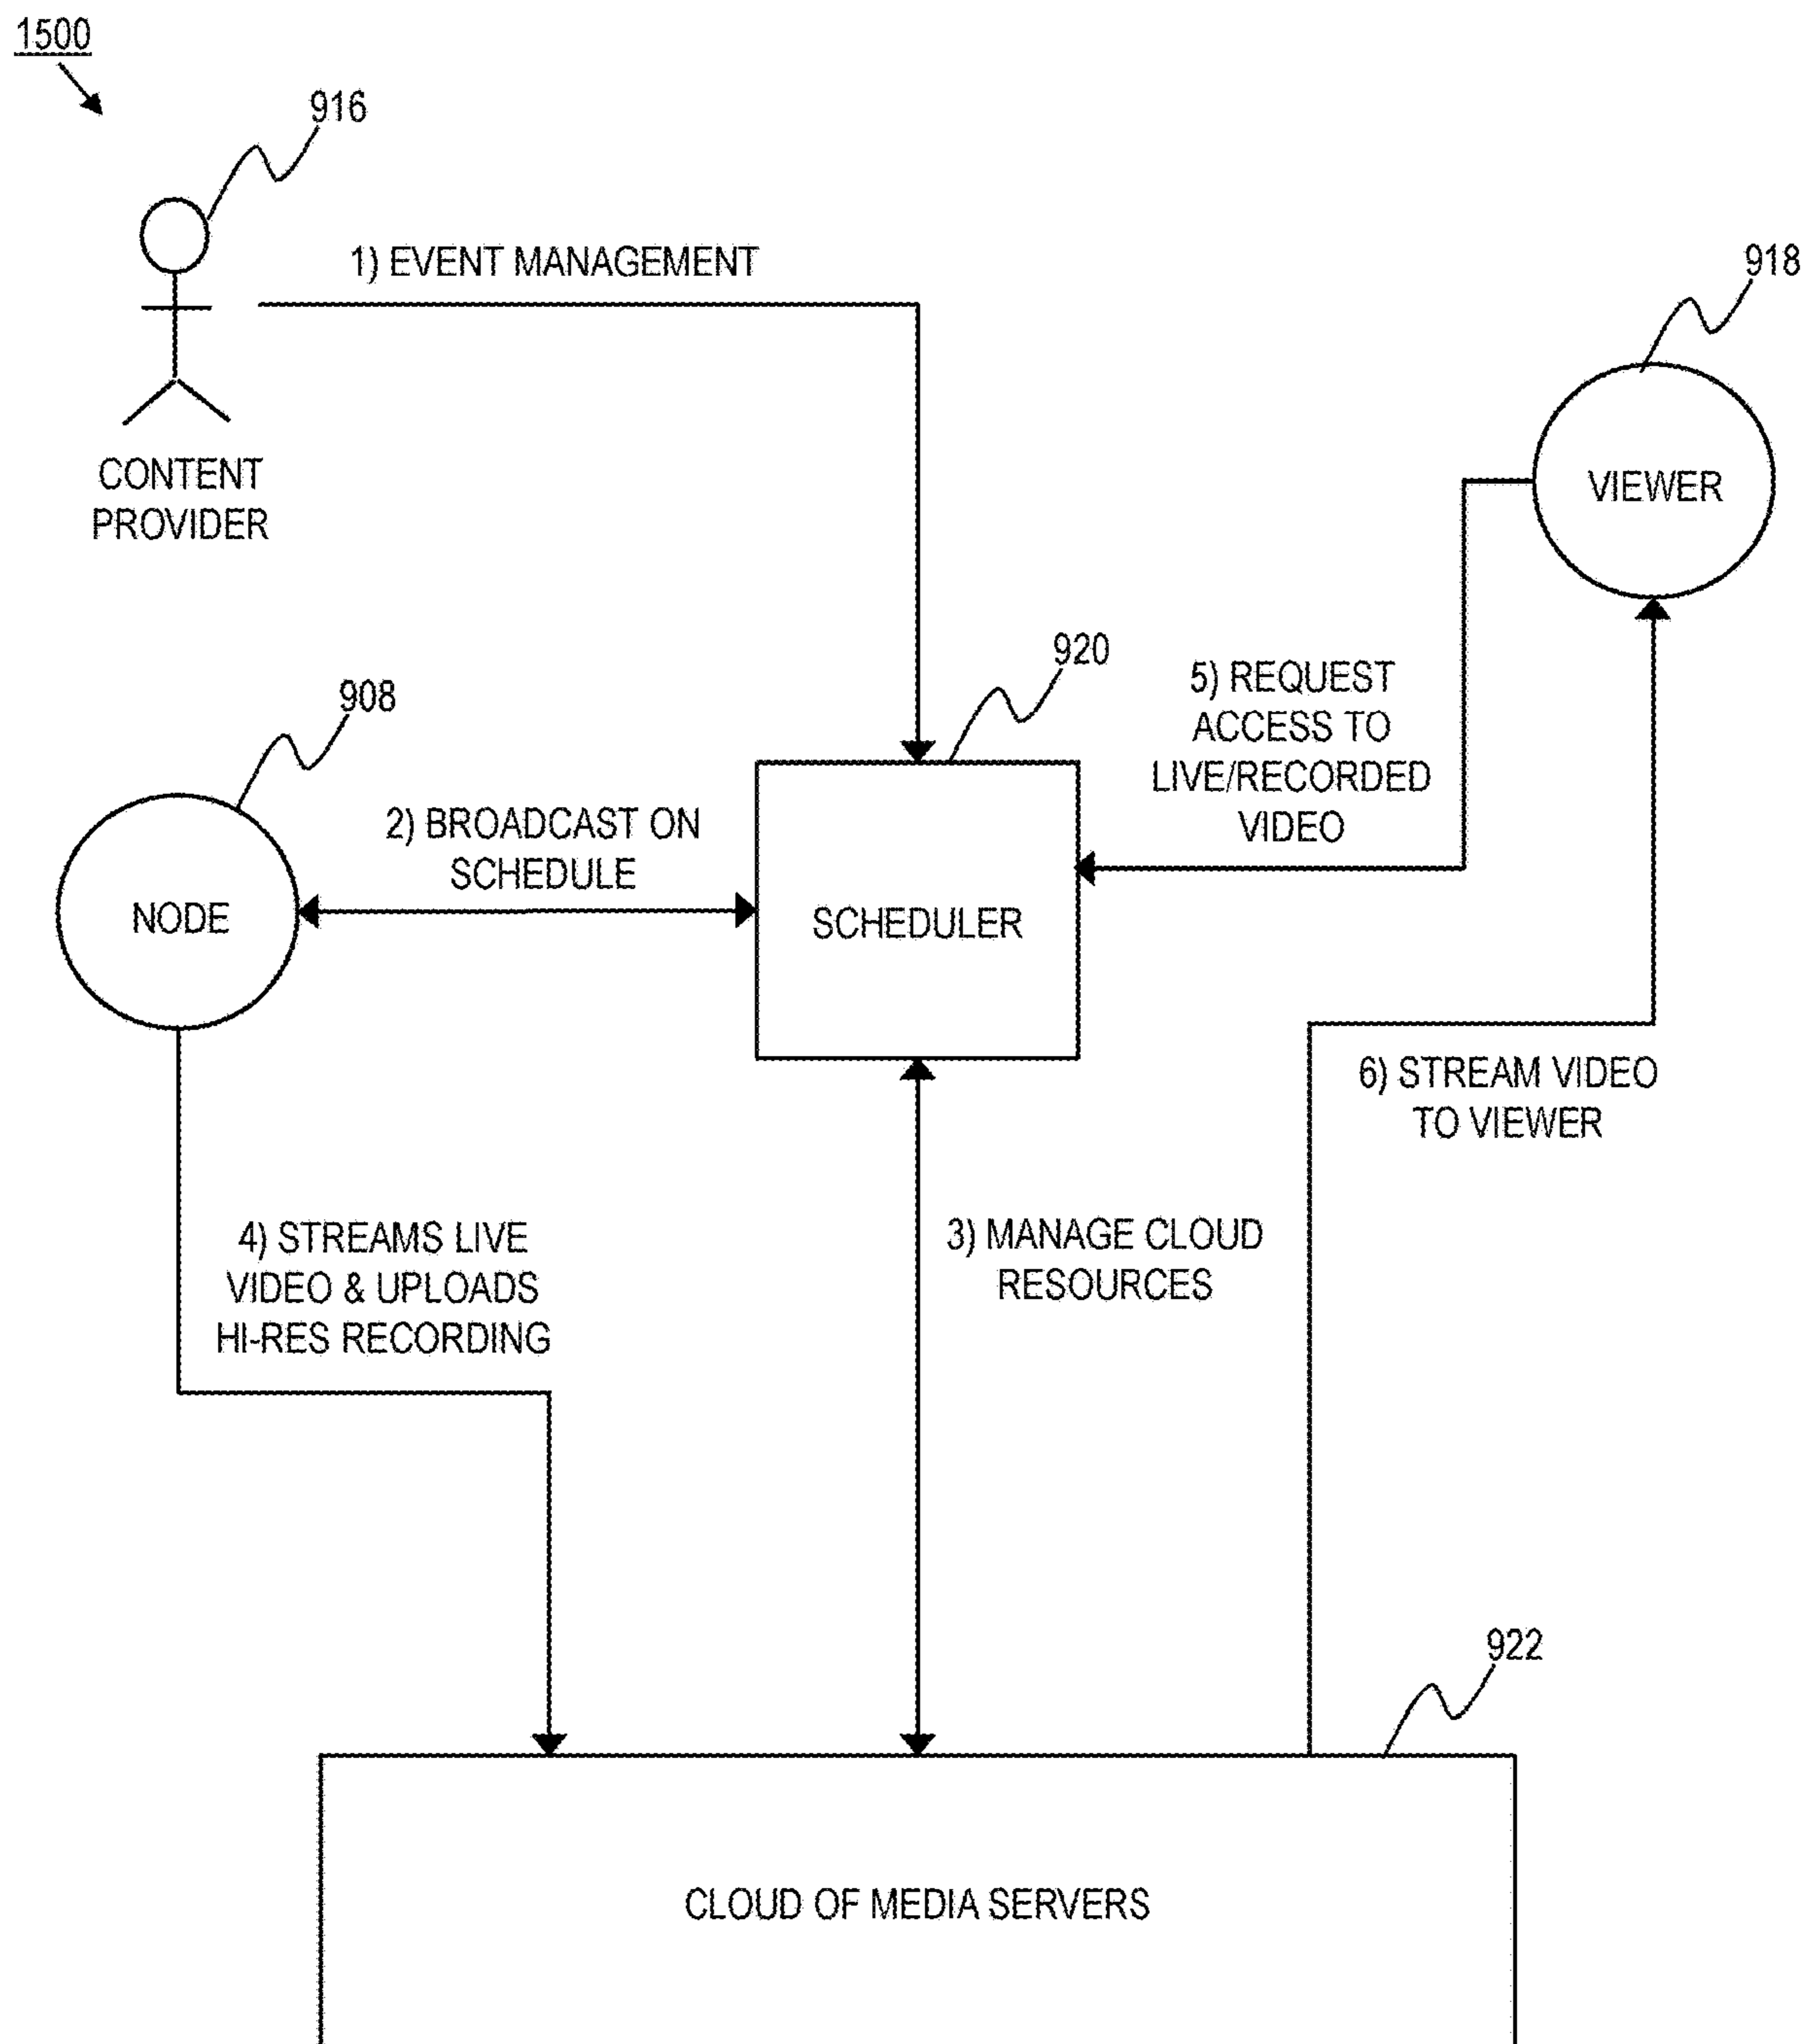 1500
916
1) EVENT MANAGEMENT
918
CONTENT
PROVIDER
VIEWER
920
5) REQUEST
ACCESS TO
LIVE/RECORDED
VIDEO
908
2) BROADCAST ON
SCHEDULE
NODE
SCHEDULER
6) STREAM VIDEO
TO VIEWER
4) STREAMS LIVE
VIDEO & UPLOADS
HI-RES RECORDING
3) MANAGE CLOUD
RESOURCES
922
CLOUD OF MEDIA SERVERS